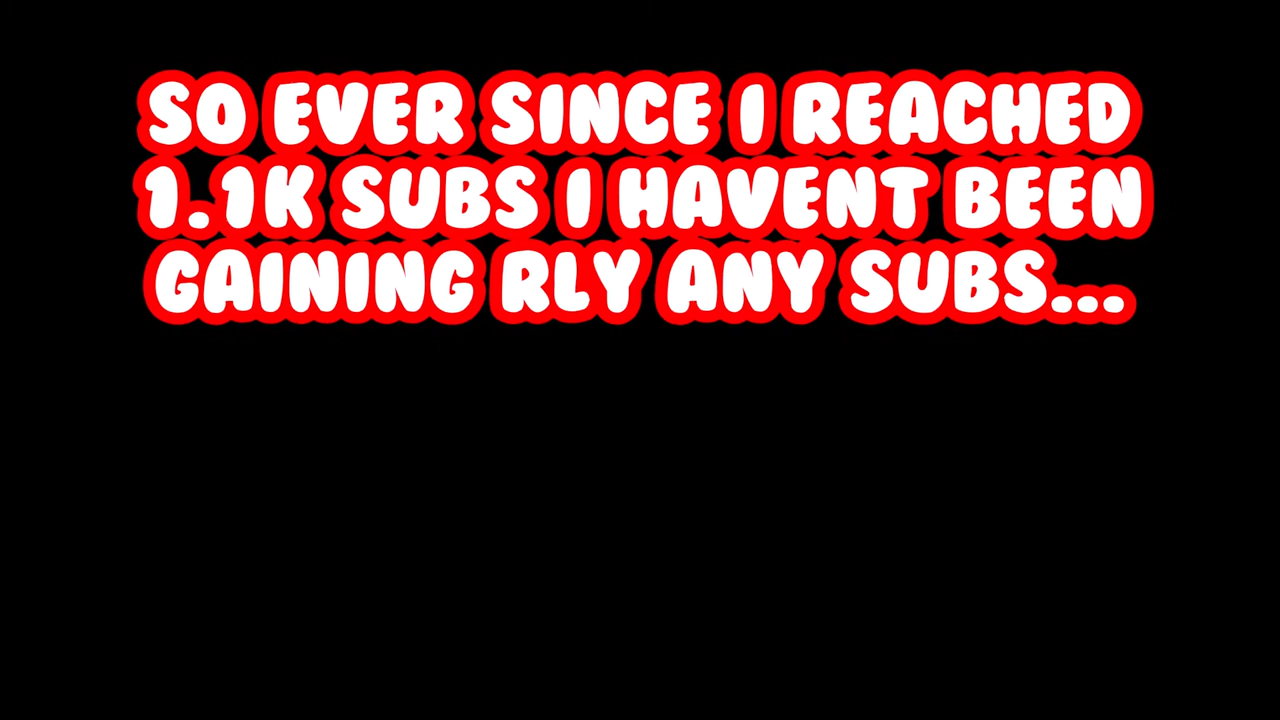 SO EVER SINCE I REACHED
1.1K SUBS I HAVENT BEEN
GAINING RLY ANY SUBS...